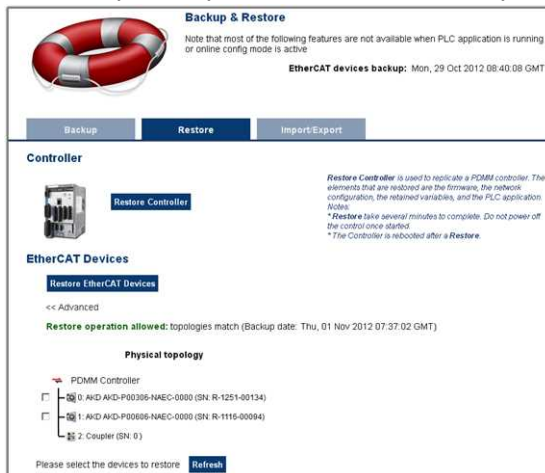 Backup & Restore
Note that most of the following features are not available when PLC application is running
or online config mode is active
EtherCAT devices backup: Mon, 29 Oct 2012 08:40:08 GMT
Backup
Restore
Import/Export
Controller
Restore Controller
Restore Controller is used to replicate a PDMM controller. The
elements that are restored are the firmware, the network
configuration, the retained variables, and the PLC application.
Notes:
* Restore take several minutes to complete. Do not power off
the control once started.
* The Controller is rebooted after a Restore.
EtherCAT Devices
Restore EtherCAT Devices
<< Advanced
Restore operation allowed: topologies match (Backup date: Thu, 01 Nov 2012 07:37:02 GMT)
Physical topology
PDMM Controller
0: AKD AKD-P00306-NAEC-0000 (SN: R-1251-00134)
1: AKD AKD-P00606-NAEC-0000 (SN: R-1116-00094)
2: Coupler (SN: 0 )
Please select the devices to restore Refresh